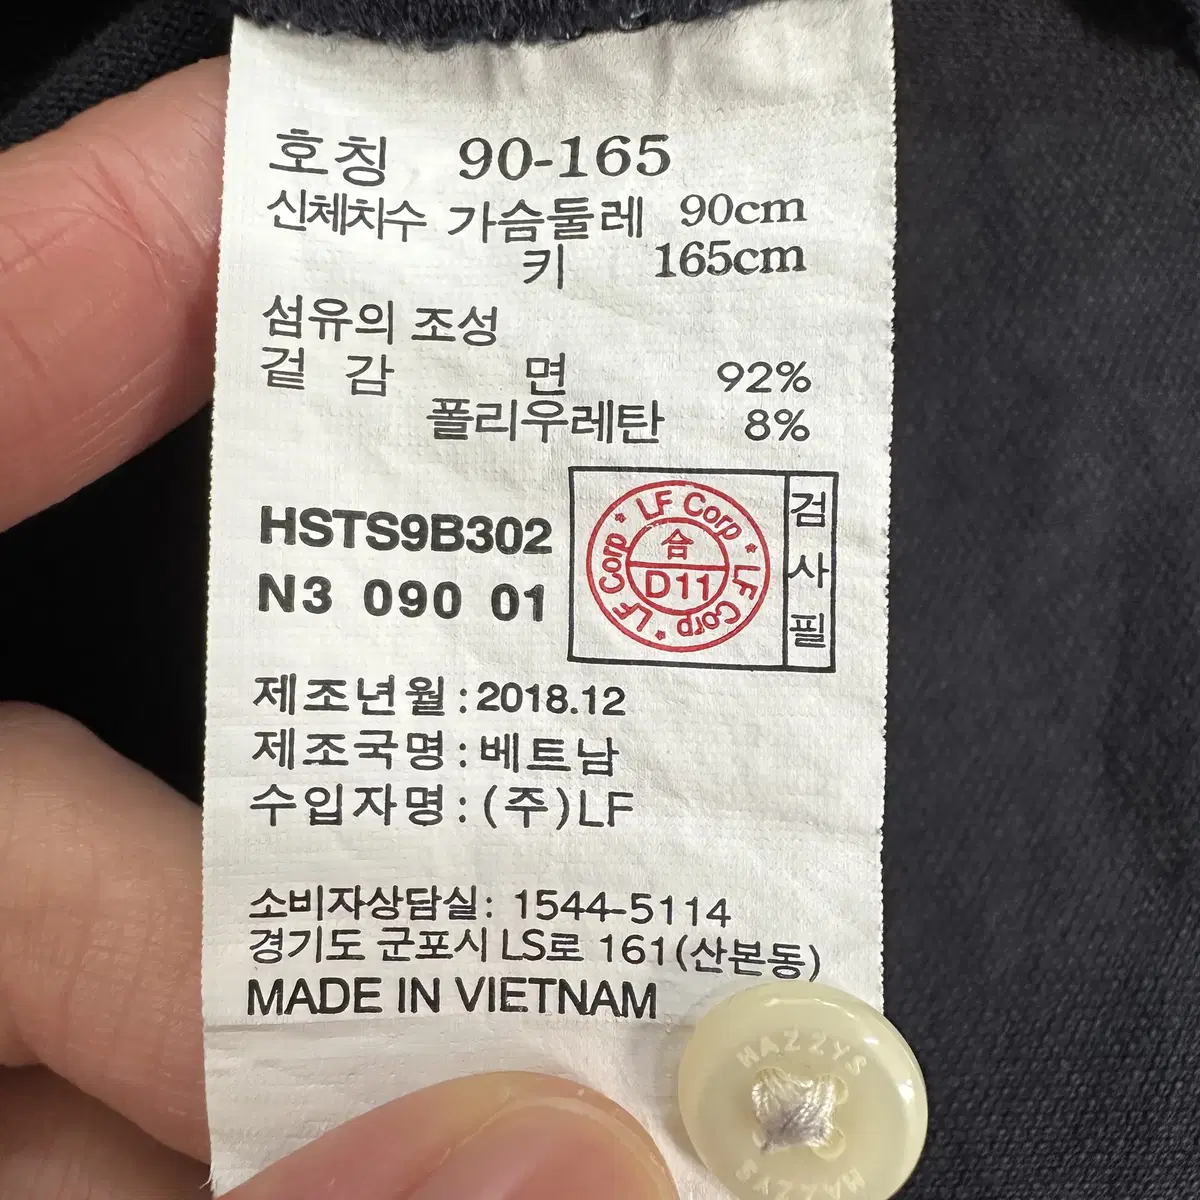 호칭 90-165
신체치수 가슴둘레 90cm
키 165cm
섬유의 조성
겉 감 면 92%
폴리우레탄 8%
HSTS9B302
N3 090 01
LF Corp * LF Corp * LF Corp *
合
D11
검사필
제조년월:2018.12
제조국명:베트남
수입자명:(주)LF
소비자상담실: 1544-5114
경기도 군포시 LS로 161(산본동)
MADE IN VIETNAM
HAZZYS
HAZZYS